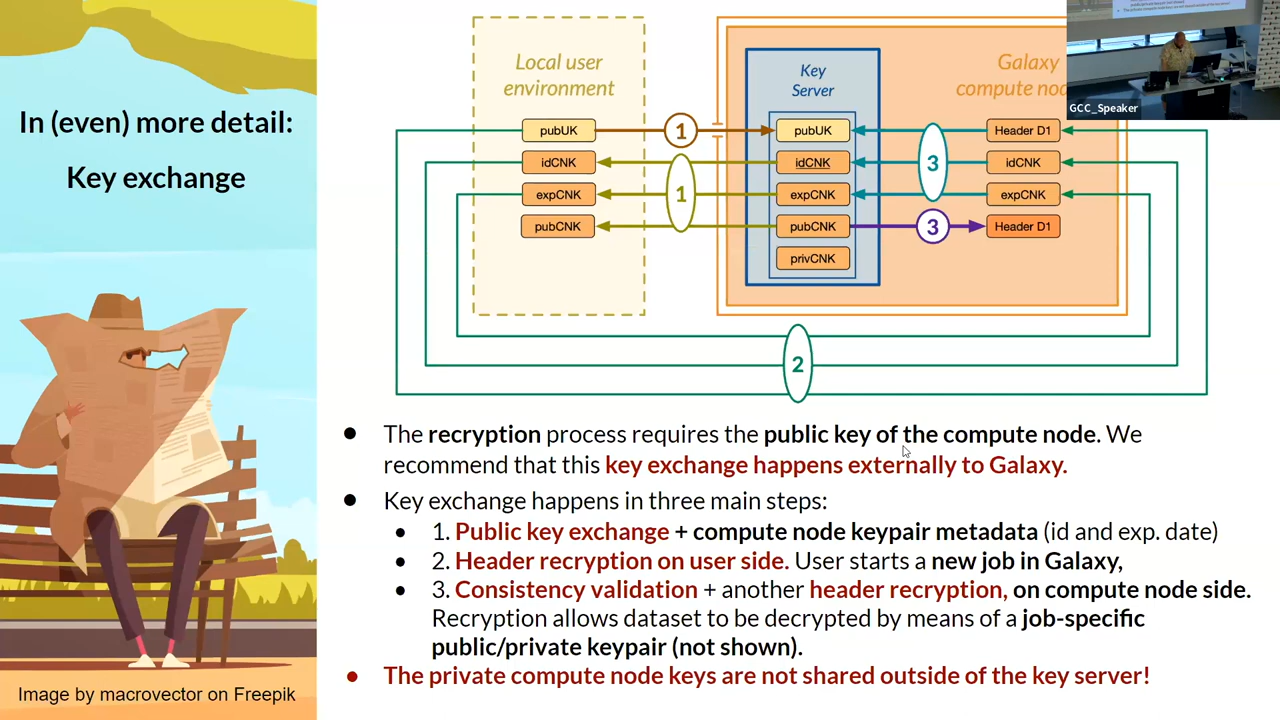 In (even) more detail:
Key exchange
Local user
environment
Key
Server
Galaxy
compute
GCC_Speaker
pubUK
1
pubUK
3
Header D1
idCNK
idCNK
idCNK
expCNK
1
expCNK
expCNK
pubCNK
pubCNK
3
Header D1
privCNK
2
● The recryption process requires the public key of the compute node. We
recommend that this key exchange happens externally to Galaxy.
● Key exchange happens in three main steps:
● 1. Public key exchange + compute node keypair metadata (id and exp. date)
● 2. Header recryption on user side. User starts a new job in Galaxy,
● 3. Consistency validation + another header recryption, on compute node side.
Recryption allows dataset to be decrypted by means of a job-specific
public/private keypair (not shown).
● The private compute node keys are not shared outside of the key server!
Image by macrovector on Freepik